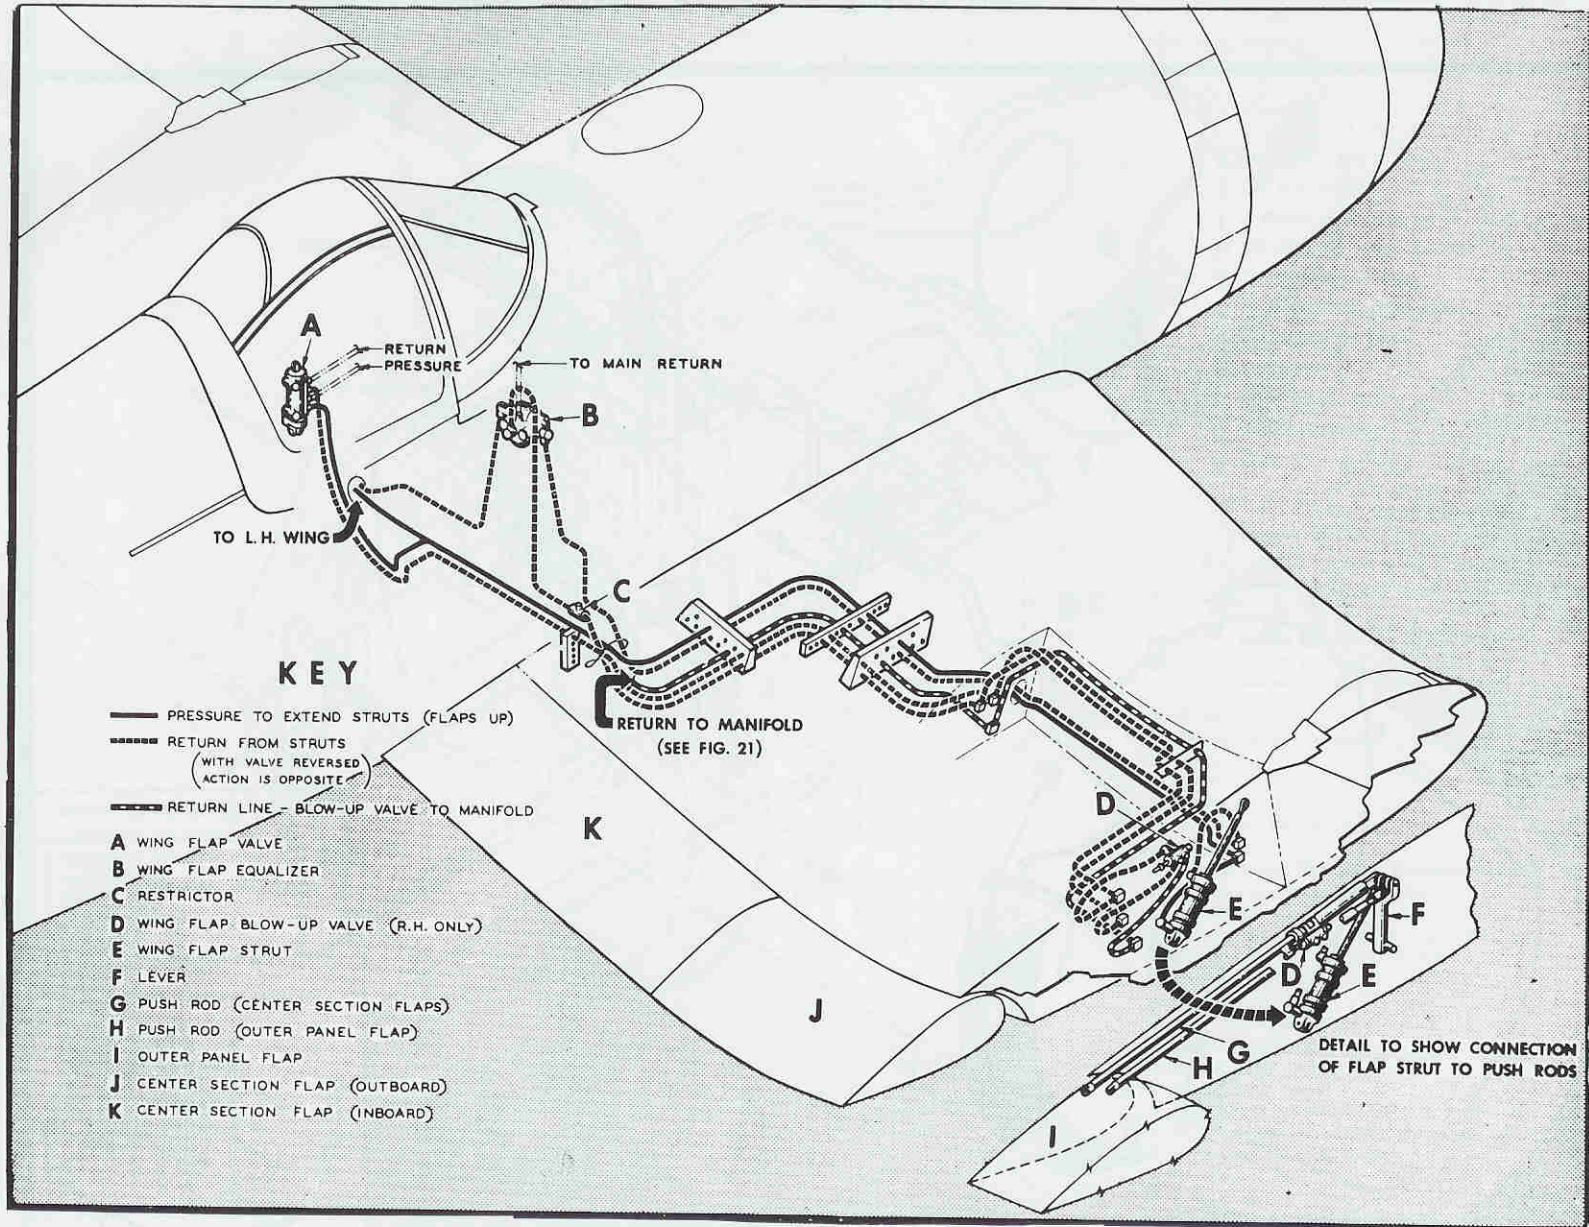 A
RETURN
PRESSURE
TO MAIN RETURN
B
TO L.H. WING
C
KEY
PRESSURE TO EXTEND STRUTS (FLAPS UP)
RETURN FROM STRUTS
(WITH VALVE REVERSED
ACTION IS OPPOSITE)
RETURN LINE - BLOW-UP VALVE TO MANIFOLD
A WING FLAP VALVE
B WING FLAP EQUALIZER
C RESTRICTOR
D WING FLAP BLOW-UP VALVE (R.H. ONLY)
E WING FLAP STRUT
F LEVER
G PUSH ROD (CENTER SECTION FLAPS)
H PUSH ROD (OUTER PANEL FLAP)
I OUTER PANEL FLAP
J CENTER SECTION FLAP (OUTBOARD)
K CENTER SECTION FLAP (INBOARD)
RETURN TO MANIFOLD
(SEE FIG. 21)
K
D
E
J
F
D
E
G
H
I
DETAIL TO SHOW CONNECTION
OF FLAP STRUT TO PUSH RODS